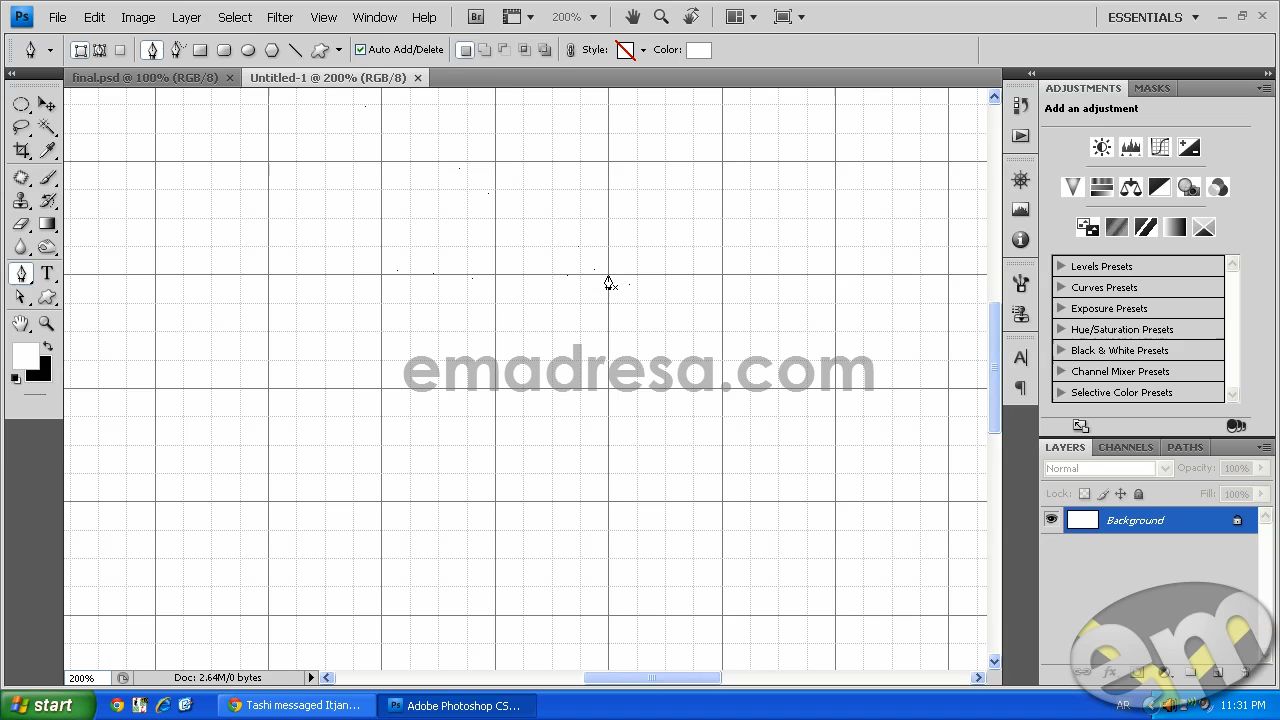 Ps File Edit Image Layer Select Filter View Window Help Br 200% ESSENTIALS
Auto Add/Delete Style: Color:
final.psd @ 100% (RGB/8) × Untitled-1 @ 200% (RGB/8) ×
ADJUSTMENTS MASKS
Add an adjustment
Levels Presets
Curves Presets
Exposure Presets
Hue/Saturation Presets
Black & White Presets
Channel Mixer Presets
Selective Color Presets
emadresa.com
LAYERS CHANNELS PATHS
Normal Opacity: 100%
Lock: Fill: 100%
Background
em
200% Doc: 2.64M/0 bytes
start Tashi messaged Itjan... Ps Adobe Photoshop CS... AR 11:31 PM